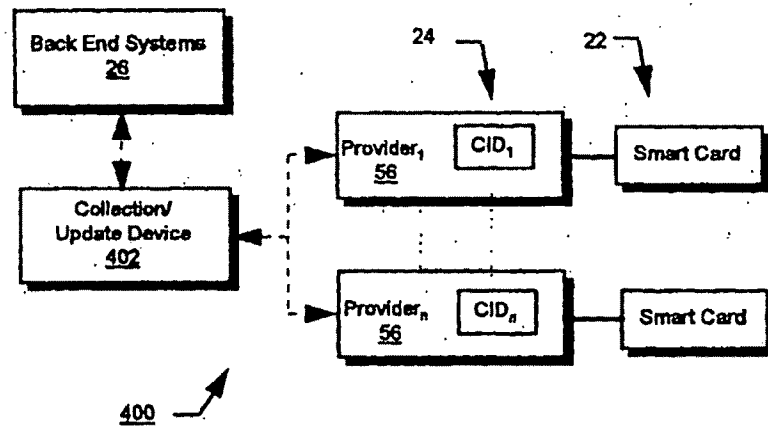 Back End Systems
26
24
22
Provider1
56
CID1
Smart Card
Collection/
Update Device
402
Providern
56
CIDn
Smart Card
400